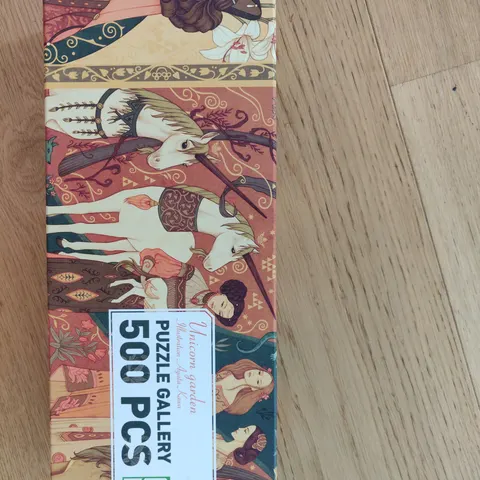 Unicorn garden
PUZZLE GALLERY
500 PCS